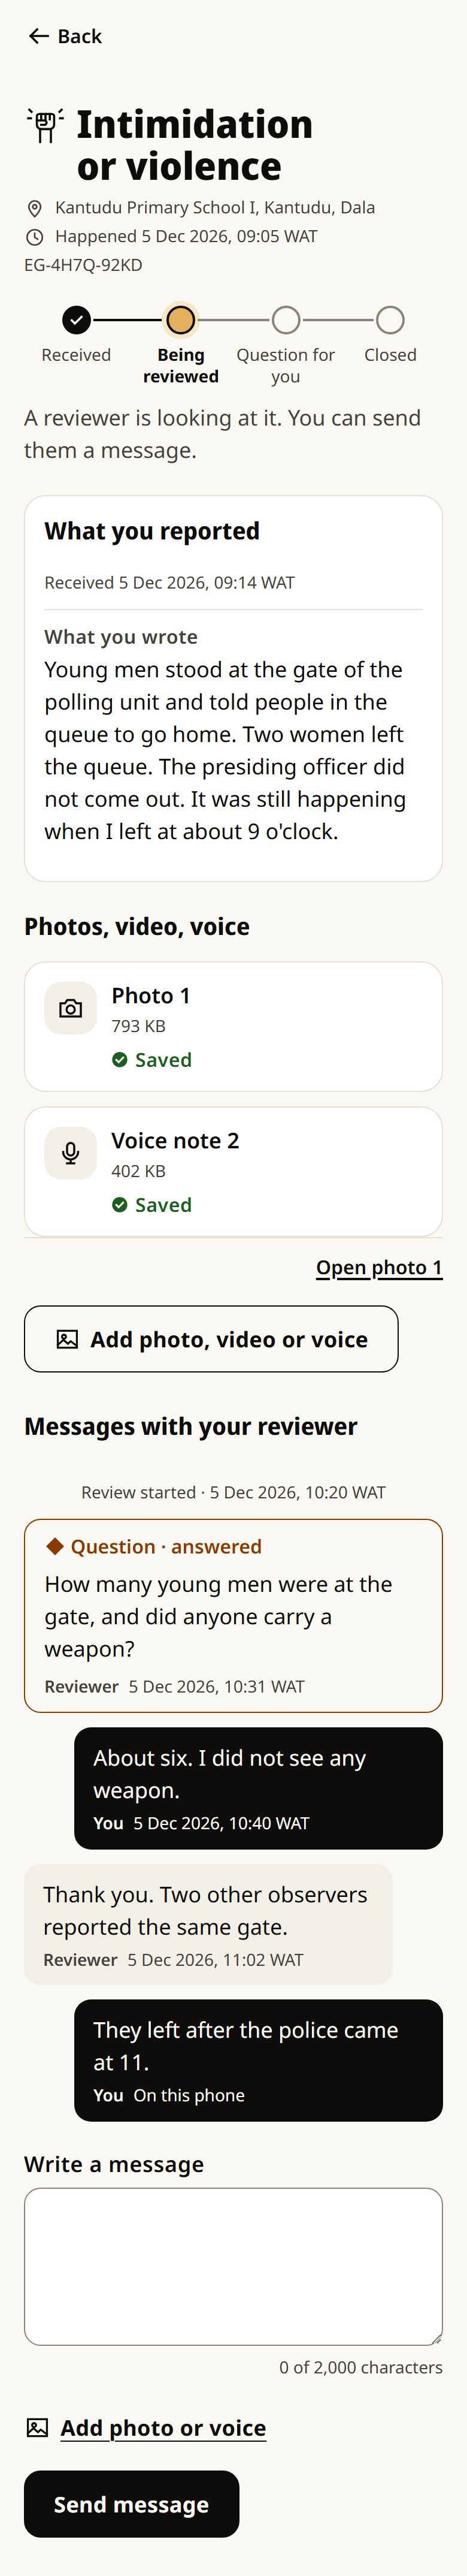 Back
Intimidation
or violence
Kantudu Primary School I, Kantudu, Dala
Happened 5 Dec 2026, 09:05 WAT
EG-4H7Q-92KD
Received
Being
reviewed
Question for
you
Closed
A reviewer is looking at it. You can send
them a message.
What you reported
Received 5 Dec 2026, 09:14 WAT
What you wrote
Young men stood at the gate of the
polling unit and told people in the
queue to go home. Two women left
the queue. The presiding officer did
not come out. It was still happening
when I left at about 9 o'clock.
Photos, video, voice
Photo 1
793 KB
Saved
Voice note 2
402 KB
Saved
Open photo 1
Add photo, video or voice
Messages with your reviewer
Review started · 5 Dec 2026, 10:20 WAT
Question · answered
How many young men were at the
gate, and did anyone carry a
weapon?
Reviewer 5 Dec 2026, 10:31 WAT
About six. I did not see any
weapon.
You 5 Dec 2026, 10:40 WAT
Thank you. Two other observers
reported the same gate.
Reviewer 5 Dec 2026, 11:02 WAT
They left after the police came
at 11.
You On this phone
Write a message
0 of 2,000 characters
Add photo or voice
Send message